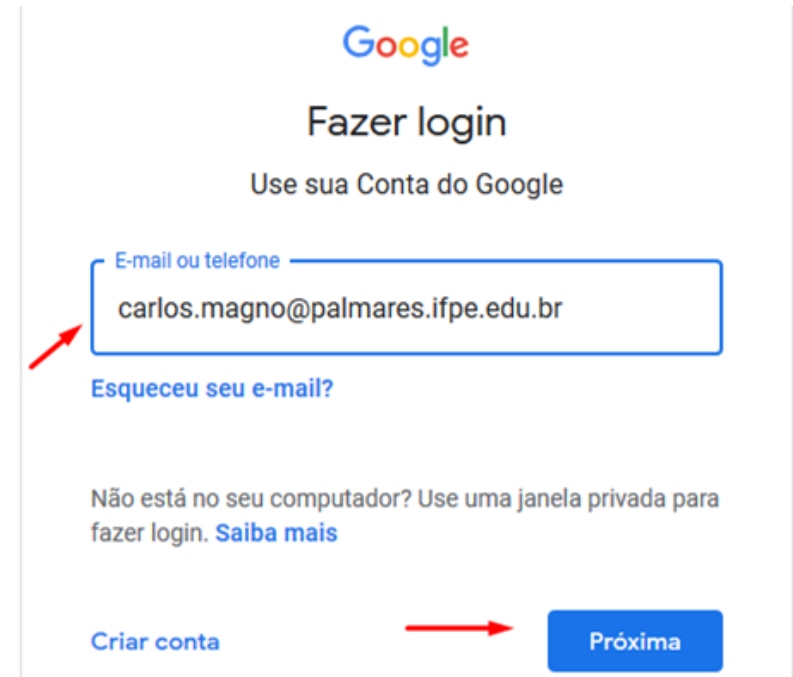 Google
Fazer login
Use sua Conta do Google
E-mail ou telefone
carlos.magno@palmares.ifpe.edu.br
Esqueceu seu e-mail?
Não está no seu computador? Use uma janela privada para
fazer login. Saiba mais
Criar conta
Próxima